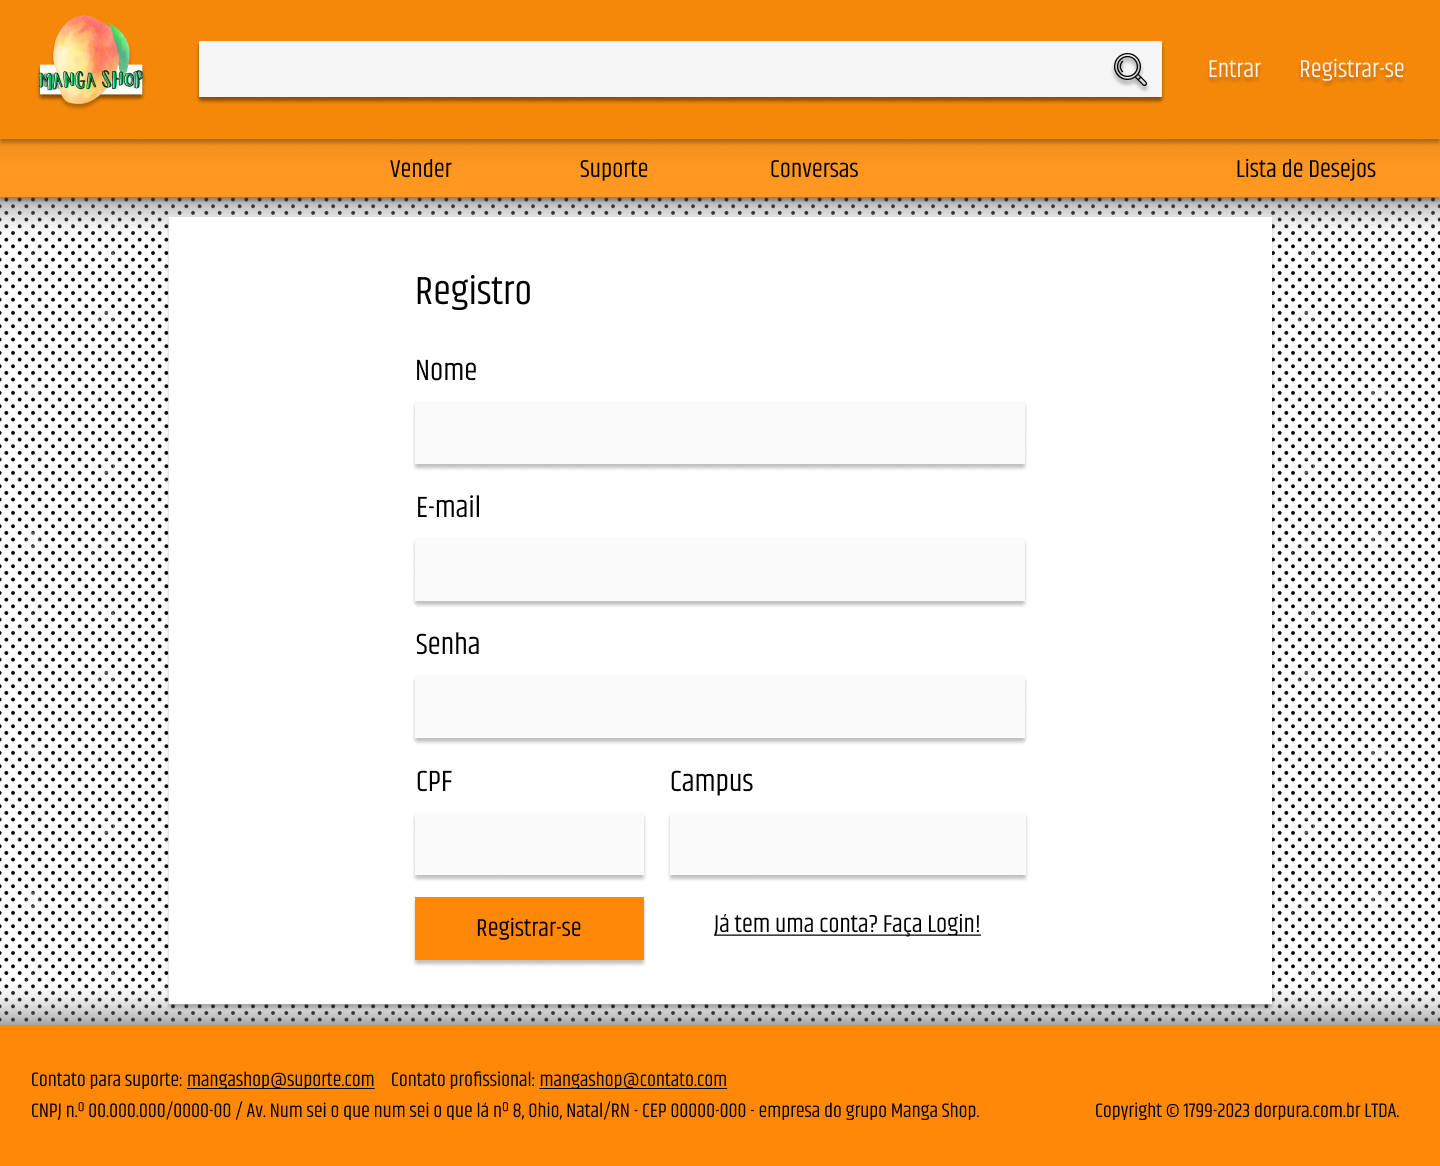 MANGA SHOP
Entrar Registrar-se
Vender Suporte Conversas Lista de Desejos
Registro
Nome
E-mail
Senha
CPF Campus
Registrar-se Já tem uma conta? Faça Login!
Contato para suporte: mangashop@suporte.com Contato profissional: mangashop@contato.com
CNPJ n.º 00.000.000/0000-00 / Av. Num sei o que num sei o que lá nº 8, Ohio, Natal/RN - CEP 00000-000 - empresa do grupo Manga Shop. Copyright © 1799-2023 dorpura.com.br LTDA.